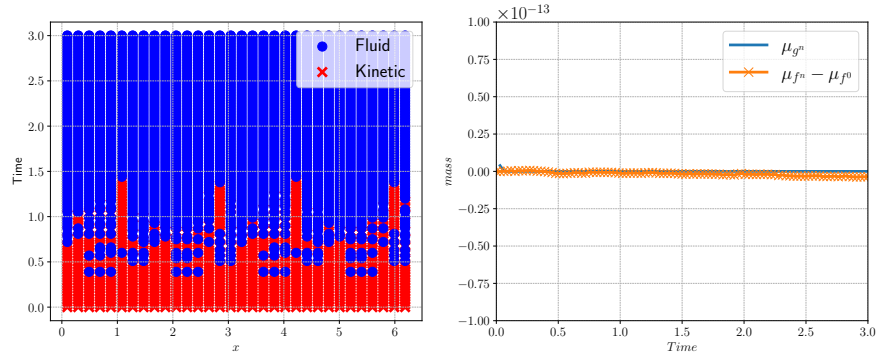 Fluid
Kinetic
Time
3.0
2.5
2.0
1.5
1.0
0.5
0.0
0 1 2 3 4 5 6
x
×10⁻¹³
μ_{gⁿ}
μ_{fⁿ} − μ_{f⁰}
mass
1.00
0.75
0.50
0.25
0.00
−0.25
−0.50
−0.75
−1.00
0.0 0.5 1.0 1.5 2.0 2.5 3.0
Time